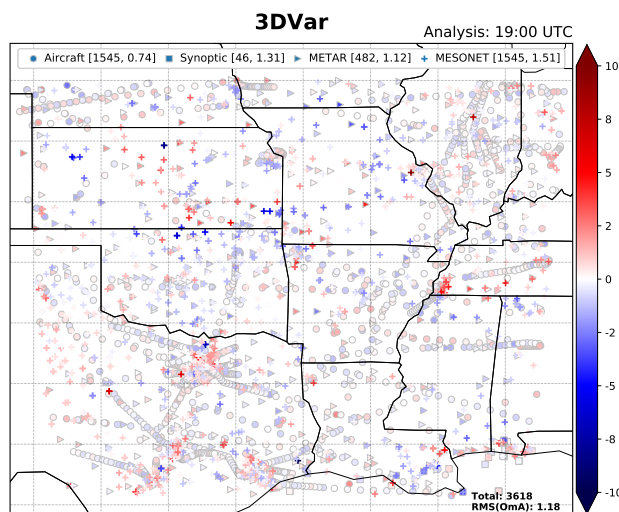 3DVar
Analysis: 19:00 UTC
Aircraft [1545, 0.74] Synoptic [46, 1.31] METAR [482, 1.12] MESONET [1545, 1.51]
10
8
5
2
0
-2
-5
-8
-10
Total: 3618
RMS(OmA): 1.18